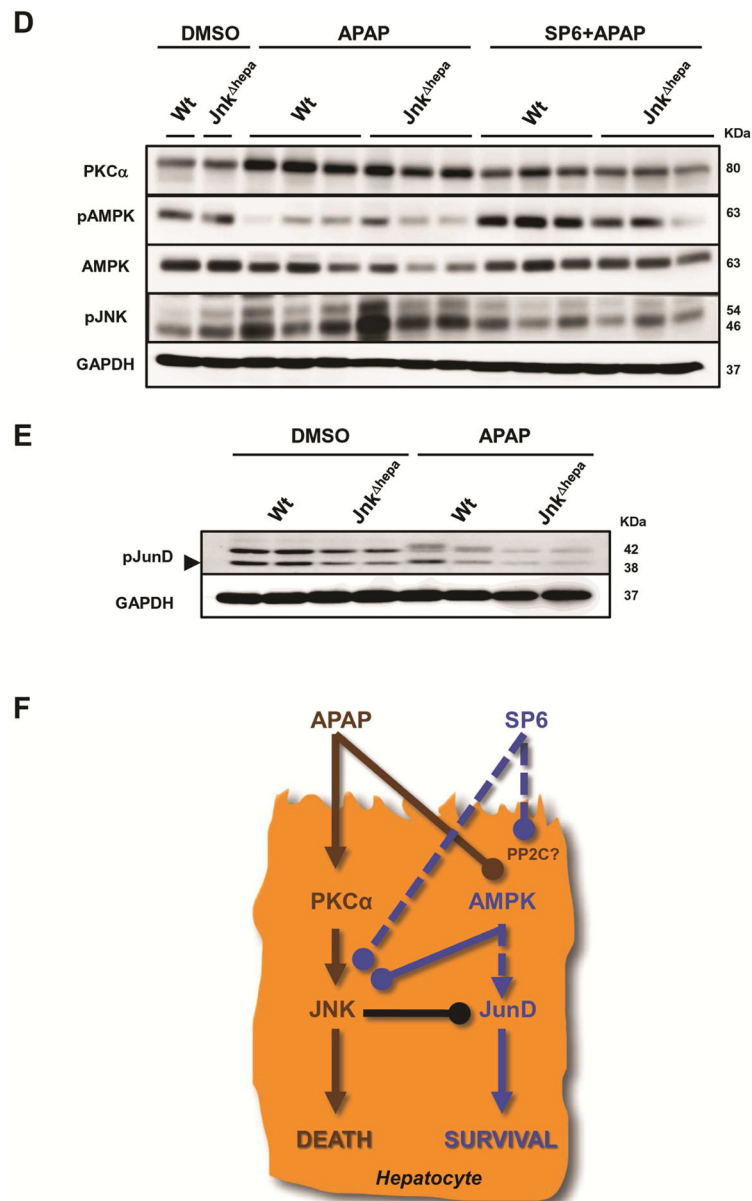 D
DMSO APAP SP6+APAP
Wt JnkΔhepa Wt JnkΔhepa Wt JnkΔhepa
KDa
PKCα 80
pAMPK 63
AMPK 63
pJNK 54
46
GAPDH 37
E
DMSO APAP
Wt JnkΔhepa Wt JnkΔhepa
KDa
pJunD 42
38
GAPDH 37
F
APAP SP6
PP2C?
PKCα AMPK
JNK JunD
DEATH SURVIVAL
Hepatocyte